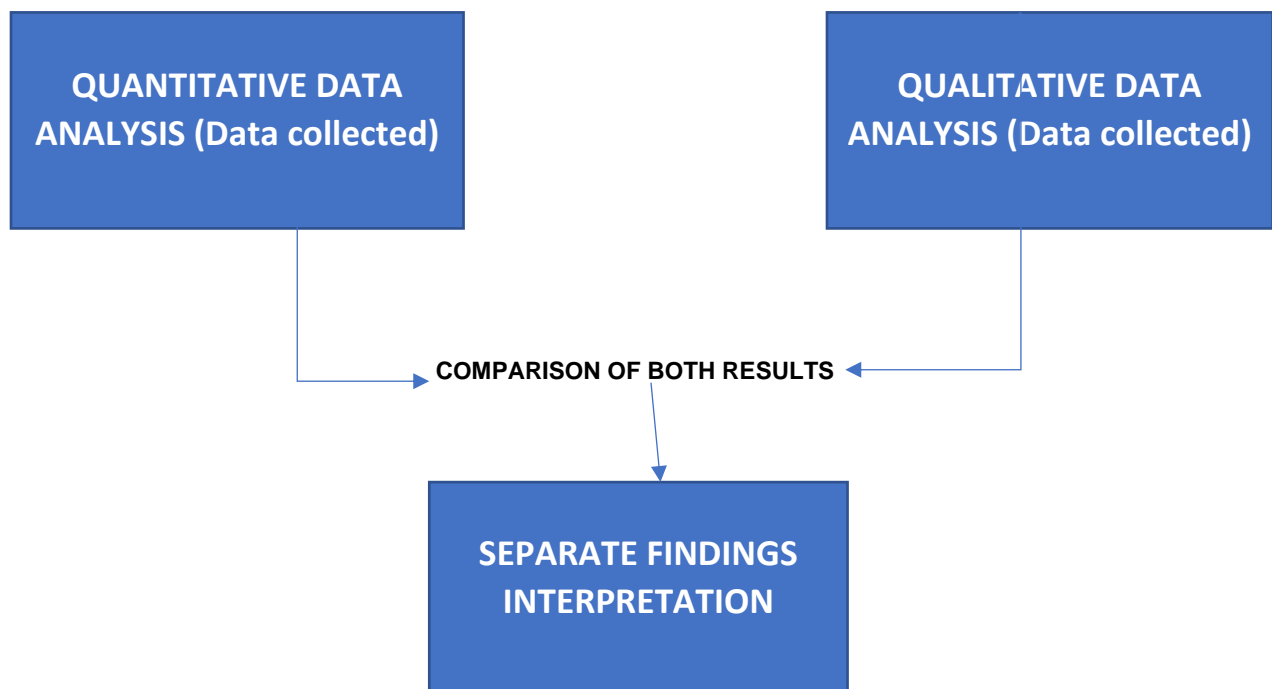 QUANTITATIVE DATA
ANALYSIS (Data collected)
QUALITATIVE DATA
ANALYSIS (Data collected)
COMPARISON OF BOTH RESULTS
SEPARATE FINDINGS
INTERPRETATION